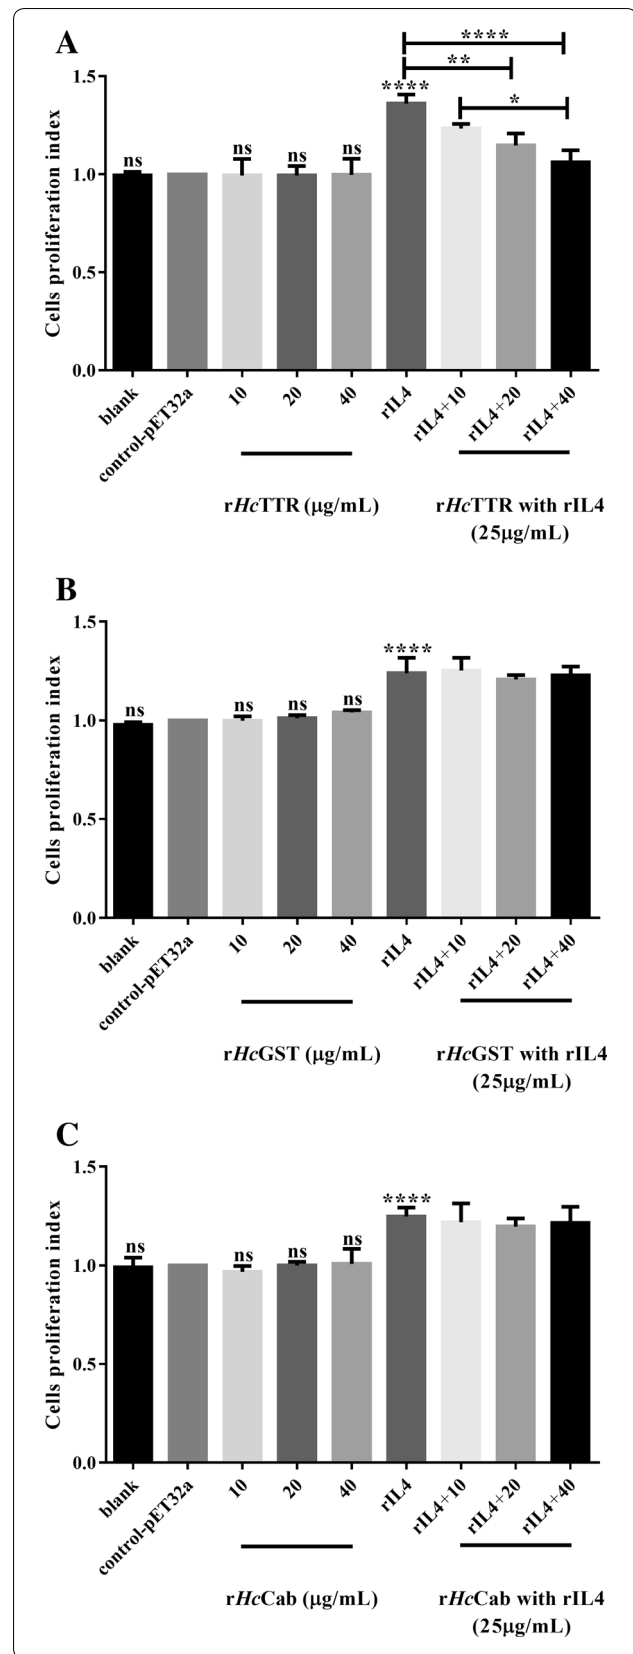 A
****
**
*
****
ns
ns
ns
ns
Cells proliferation index
1.5
1.0
0.5
0.0
blank
control-pET32a
10
20
40
rIL4
rIL4+10
rIL4+20
rIL4+40
rHcTTR (μg/mL)
rHcTTR with rIL4
(25μg/mL)
B
****
ns
ns
ns
ns
Cells proliferation index
1.5
1.0
0.5
0.0
blank
control-pET32a
10
20
40
rIL4
rIL4+10
rIL4+20
rIL4+40
rHcGST (μg/mL)
rHcGST with rIL4
(25μg/mL)
C
****
ns
ns
ns
ns
Cells proliferation index
1.5
1.0
0.5
0.0
blank
control-pET32a
10
20
40
rIL4
rIL4+10
rIL4+20
rIL4+40
rHcCab (μg/mL)
rHcCab with rIL4
(25μg/mL)